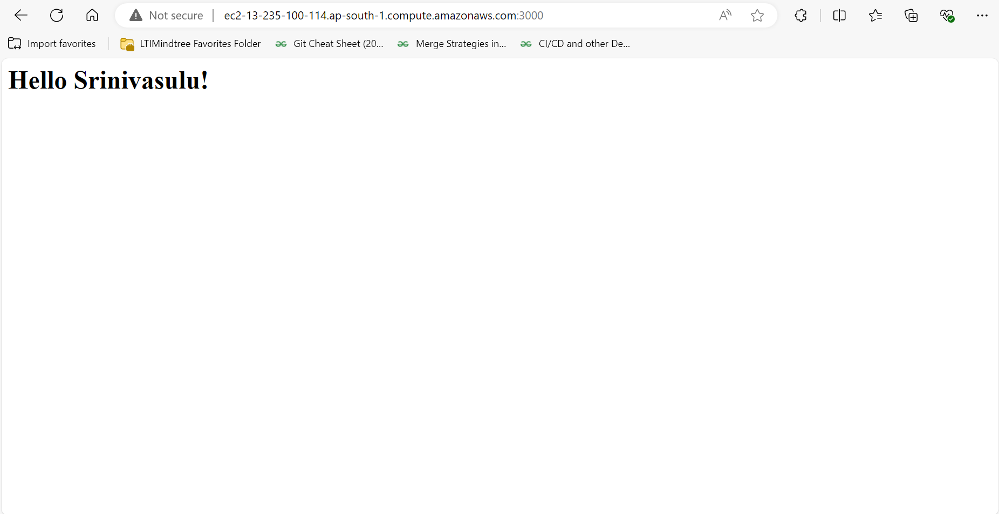 Not secure | ec2-13-235-100-114.ap-south-1.compute.amazonaws.com:3000
Import favorites LTIMindtree Favorites Folder Git Cheat Sheet (20... Merge Strategies in... CI/CD and other De...
Hello Srinivasulu!